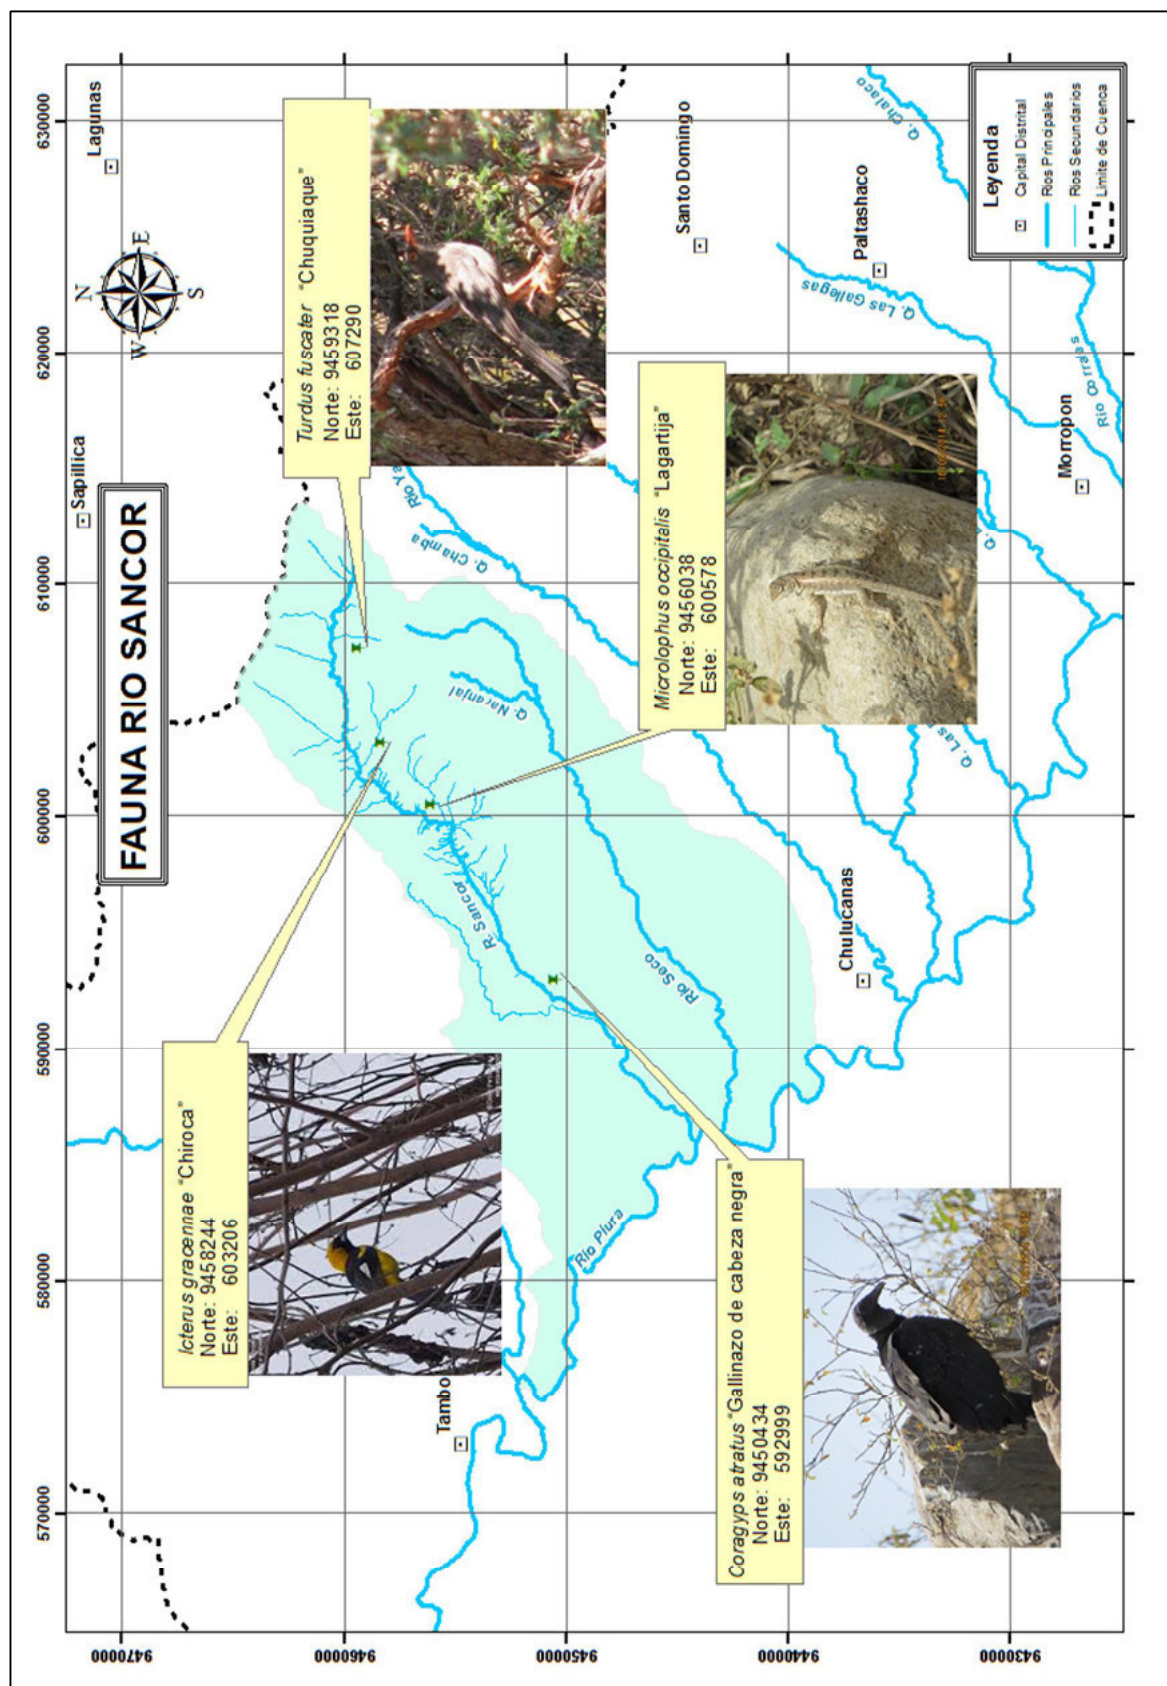 FAUNA RIO SANCOR
570000
580000
590000
600000
610000
620000
630000
9470000
9460000
9450000
9440000
9430000
Sapillica
Lagunas
N
W
E
S
Icterus gracennae "Chiroca"
Norte: 9458244
Este: 603206
Turdus fuscater "Chuquiaque"
Norte: 9459318
Este: 607290
Microlophus occipitalis "Lagartija"
Norte: 9456038
Este: 600578
Coragyps atratus "Gallinazo de cabeza negra"
Norte: 9450434
Este: 592999
Tambo
R. Sancor
Q. Naranjal
Q. Chamba
Rio Seco
Rio Piura
Santo Domingo
Paltashaco
Chulucanas
Morropon
Q. Las Gallegas
Q. Chalaco
Rio Corrales
Q. Las
Leyenda
Capital Distrital
Rios Principales
Rios Secundarios
Limite de Cuenca